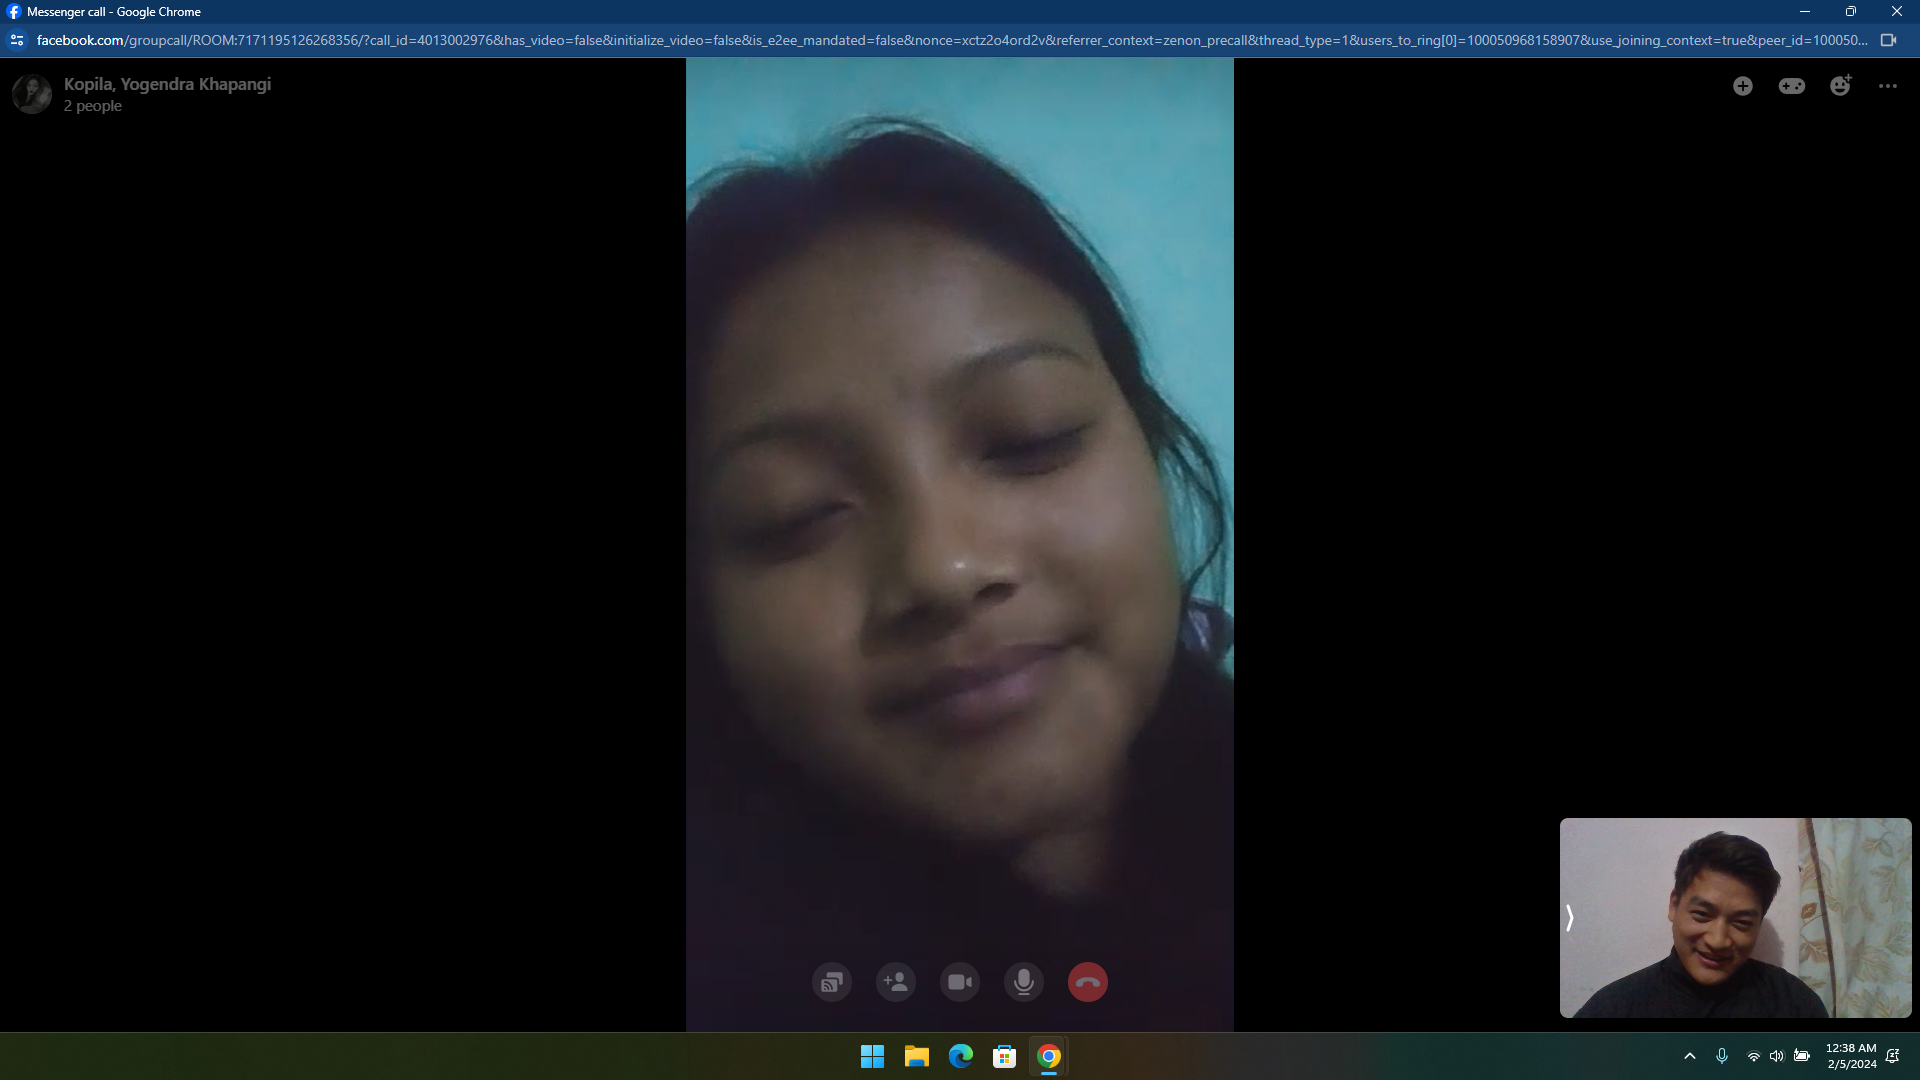 Messenger call - Google Chrome
facebook.com/groupcall/ROOM:7171195126268356/?call_id=4013002976&has_video=false&initialize_video=false&is_e2ee_mandated=false&nonce=xctz2o4ord2v&referrer_context=zenon_precall&thread_type=1&users_to_ring[0]=100050968158907&use_joining_context=true&peer_id=100050...
Kopila, Yogendra Khapangi
2 people
12:38 AM
2/5/2024